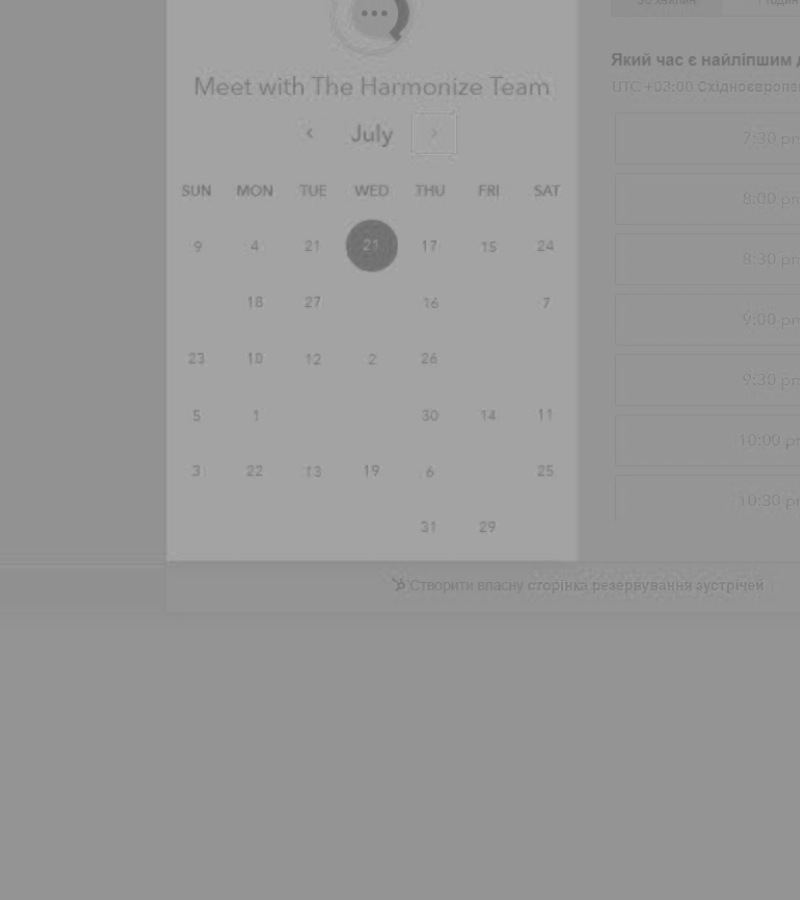 Meet with The Harmonize Team
July
SUN MON TUE WED THU FRI SAT
9 4 21 21 17 15 24
18 27 16 7
23 10 12 2 26
5 1 30 14 11
3 22 13 19 6 25
31 29
Який час є найліпшим
UTC +03:00
7:30 pm
8:00 pm
8:30 pm
9:00 pm
9:30 pm
10:00 pm
10:30 pm
Створити власну сторінка резервування зустрічей